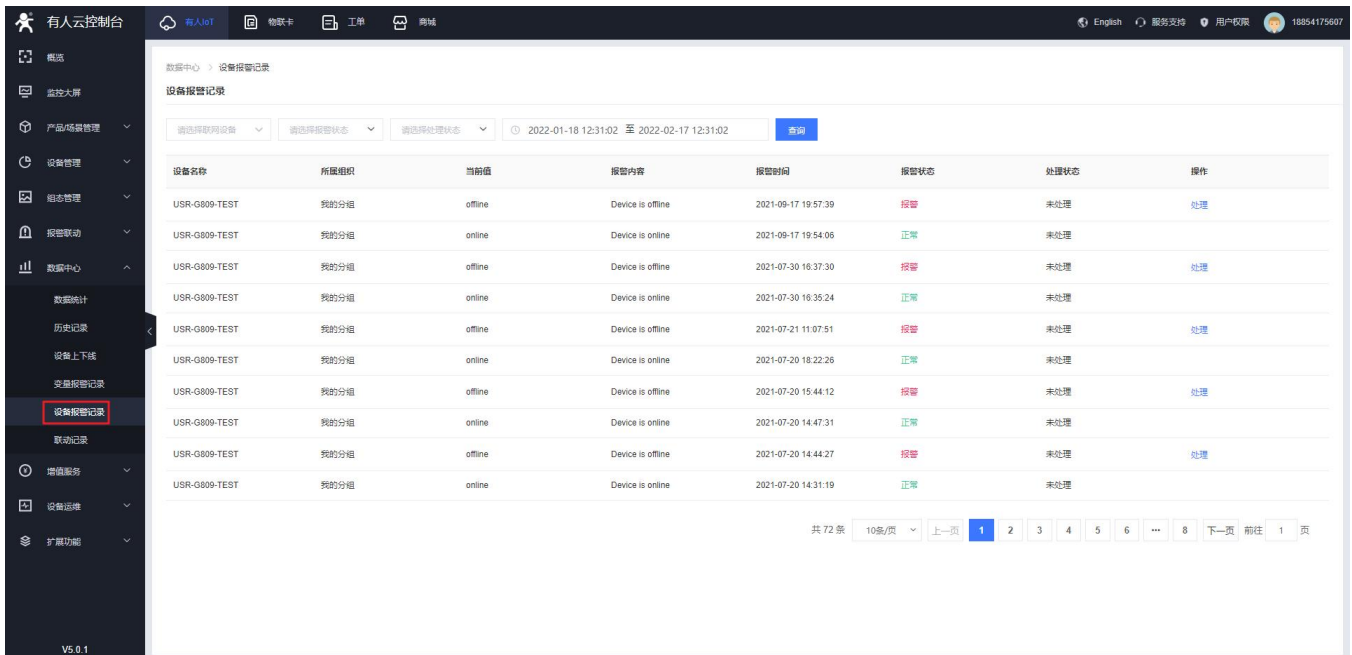 有人云控制台 有人IoT 物联卡 工单 商城 English 服务支持 用户权限 18854175607
概览
监控大屏
产品/场景管理
设备管理
组态管理
报警联动
数据中心
数据统计
历史记录
设备上下线
变量报警记录
设备报警记录
联动记录
增值服务
设备运维
扩展功能
V5.0.1
数据中心 > 设备报警记录
设备报警记录
请选择联网设备 请选择报警状态 请选择处理状态 2022-01-18 12:31:02 至 2022-02-17 12:31:02 查询
设备名称 所属组织 当前值 报警内容 报警时间 报警状态 处理状态 操作
USR-G809-TEST 我的分组 offline Device is offline 2021-09-17 19:57:39 报警 未处理 处理
USR-G809-TEST 我的分组 online Device is online 2021-09-17 19:54:06 正常 未处理
USR-G809-TEST 我的分组 offline Device is offline 2021-07-30 16:37:30 报警 未处理 处理
USR-G809-TEST 我的分组 online Device is online 2021-07-30 16:35:24 正常 未处理
USR-G809-TEST 我的分组 offline Device is offline 2021-07-21 11:07:51 报警 未处理 处理
USR-G809-TEST 我的分组 online Device is online 2021-07-20 18:22:26 正常 未处理
USR-G809-TEST 我的分组 offline Device is offline 2021-07-20 15:44:12 报警 未处理 处理
USR-G809-TEST 我的分组 online Device is online 2021-07-20 14:47:31 正常 未处理
USR-G809-TEST 我的分组 offline Device is offline 2021-07-20 14:44:27 报警 未处理 处理
USR-G809-TEST 我的分组 online Device is online 2021-07-20 14:31:19 正常 未处理
共 72 条 10条/页 上一页 1 2 3 4 5 6 ··· 8 下一页 前往 1 页